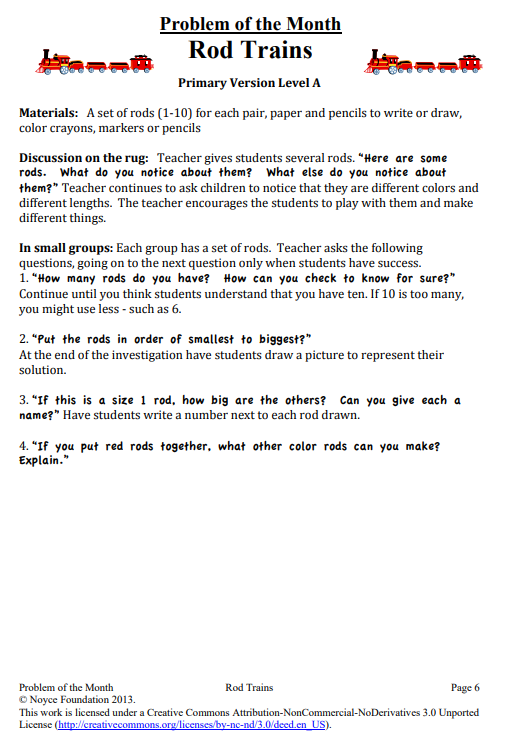 Problem of the Month
Rod Trains
Primary Version Level A
Materials: A set of rods (1-10) for each pair, paper and pencils to write or draw,
color crayons, markers or pencils
Discussion on the rug: Teacher gives students several rods. "Here are some
rods. What do you notice about them? What else do you notice about
them?" Teacher continues to ask children to notice that they are different colors and
different lengths. The teacher encourages the students to play with them and make
different things.
In small groups: Each group has a set of rods. Teacher asks the following
questions, going on to the next question only when students have success.
1. "How many rods do you have? How can you check to know for sure?"
Continue until you think students understand that you have ten. If 10 is too many,
you might use less - such as 6.
2. "Put the rods in order of smallest to biggest?"
At the end of the investigation have students draw a picture to represent their
solution.
3. "If this is a size 1 rod, how big are the others? Can you give each a
name?" Have students write a number next to each rod drawn.
4. "If you put red rods together, what other color rods can you make?
Explain."
Problem of the Month Rod Trains Page 6
© Noyce Foundation 2013.
This work is licensed under a Creative Commons Attribution-NonCommercial-NoDerivatives 3.0 Unported
License (http://creativecommons.org/licenses/by-nc-nd/3.0/deed.en_US).